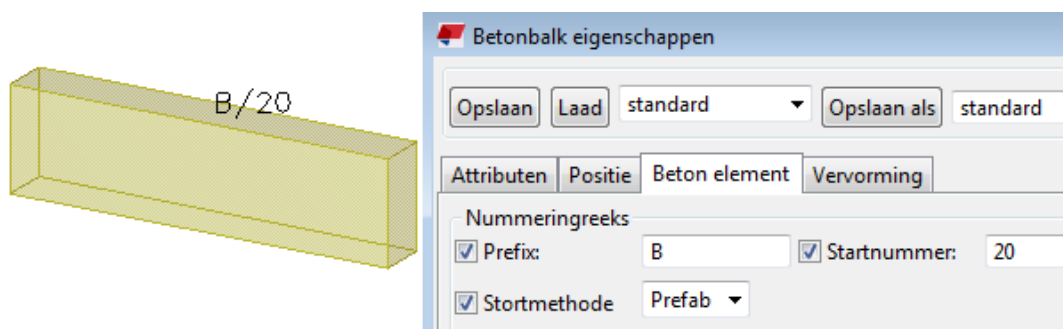 B/20
Betonbalk eigenschappen
Opslaan Laad standard Opslaan als standard
Attributen Positie Beton element Vervorming
Nummeringreeks
Prefix: B Startnummer: 20
Stortmethode Prefab